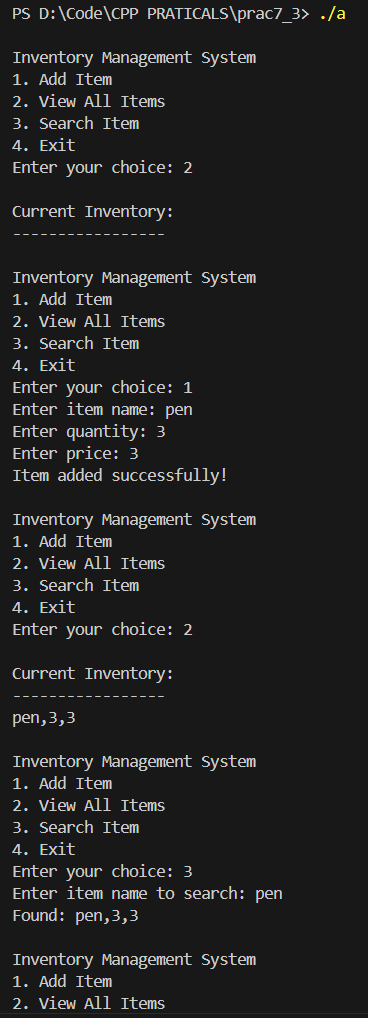 PS D:\Code\CPP PRATICALS\prac7_3> ./a
Inventory Management System
1. Add Item
2. View All Items
3. Search Item
4. Exit
Enter your choice: 2
Current Inventory:
-----------------
Inventory Management System
1. Add Item
2. View All Items
3. Search Item
4. Exit
Enter your choice: 1
Enter item name: pen
Enter quantity: 3
Enter price: 3
Item added successfully!
Inventory Management System
1. Add Item
2. View All Items
3. Search Item
4. Exit
Enter your choice: 2
Current Inventory:
-----------------
pen,3,3
Inventory Management System
1. Add Item
2. View All Items
3. Search Item
4. Exit
Enter your choice: 3
Enter item name to search: pen
Found: pen,3,3
Inventory Management System
1. Add Item
2. View All Items